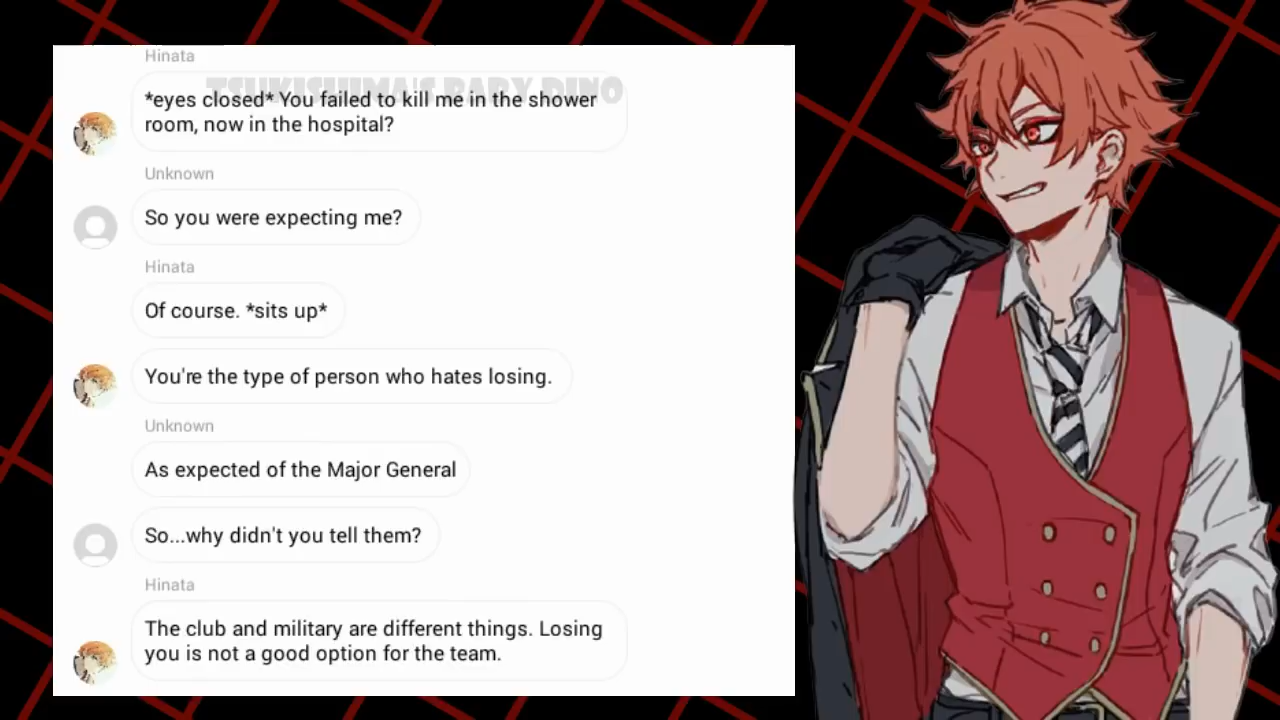 Hinata
TSUKISHIMA'S BABY DINO
*eyes closed* You failed to kill me in the shower
room, now in the hospital?
Unknown
So you were expecting me?
Hinata
Of course. *sits up*
You're the type of person who hates losing.
Unknown
As expected of the Major General
So...why didn't you tell them?
Hinata
The club and military are different things. Losing
you is not a good option for the team.